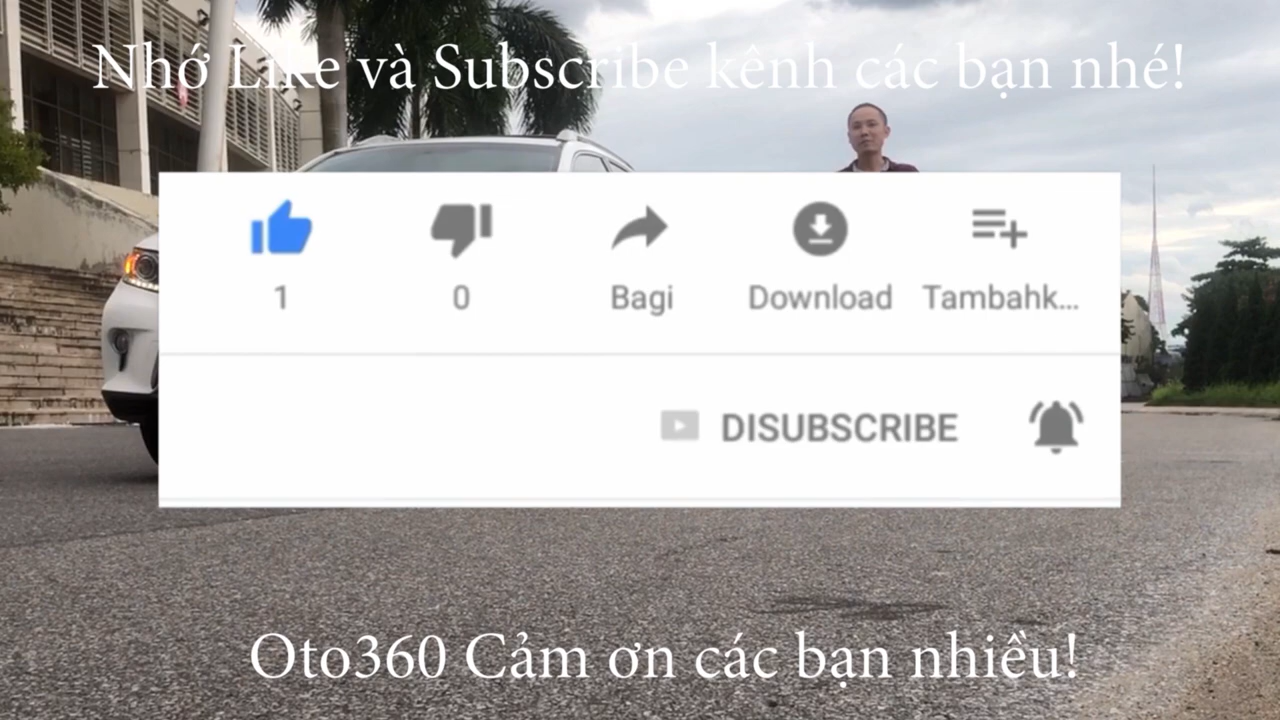 Nhớ Like và Subscribe kênh các bạn nhé!
1 0 Bagi Download Tambahk...
DISUBSCRIBE
Oto360 Cảm ơn các bạn nhiều!